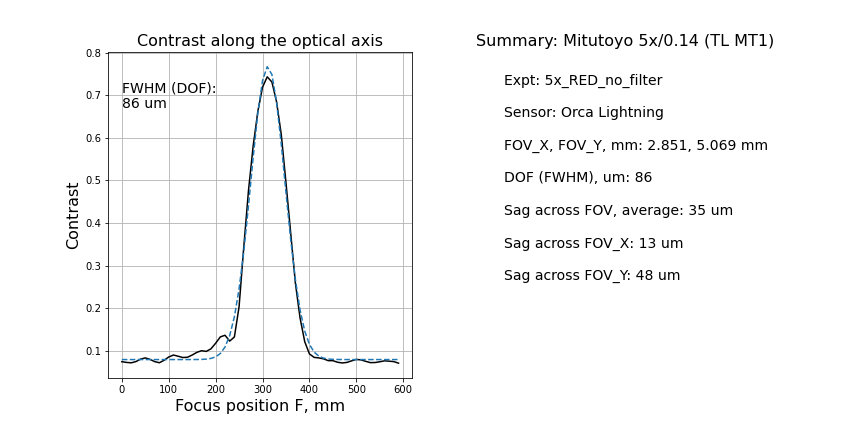 Contrast along the optical axis
FWHM (DOF):
86 um
Contrast
0.8
0.7
0.6
0.5
0.4
0.3
0.2
0.1
0
100
200
300
400
500
600
Focus position F, mm
Summary: Mitutoyo 5x/0.14 (TL MT1)
Expt: 5x_RED_no_filter
Sensor: Orca Lightning
FOV_X, FOV_Y, mm: 2.851, 5.069 mm
DOF (FWHM), um: 86
Sag across FOV, average: 35 um
Sag across FOV_X: 13 um
Sag across FOV_Y: 48 um